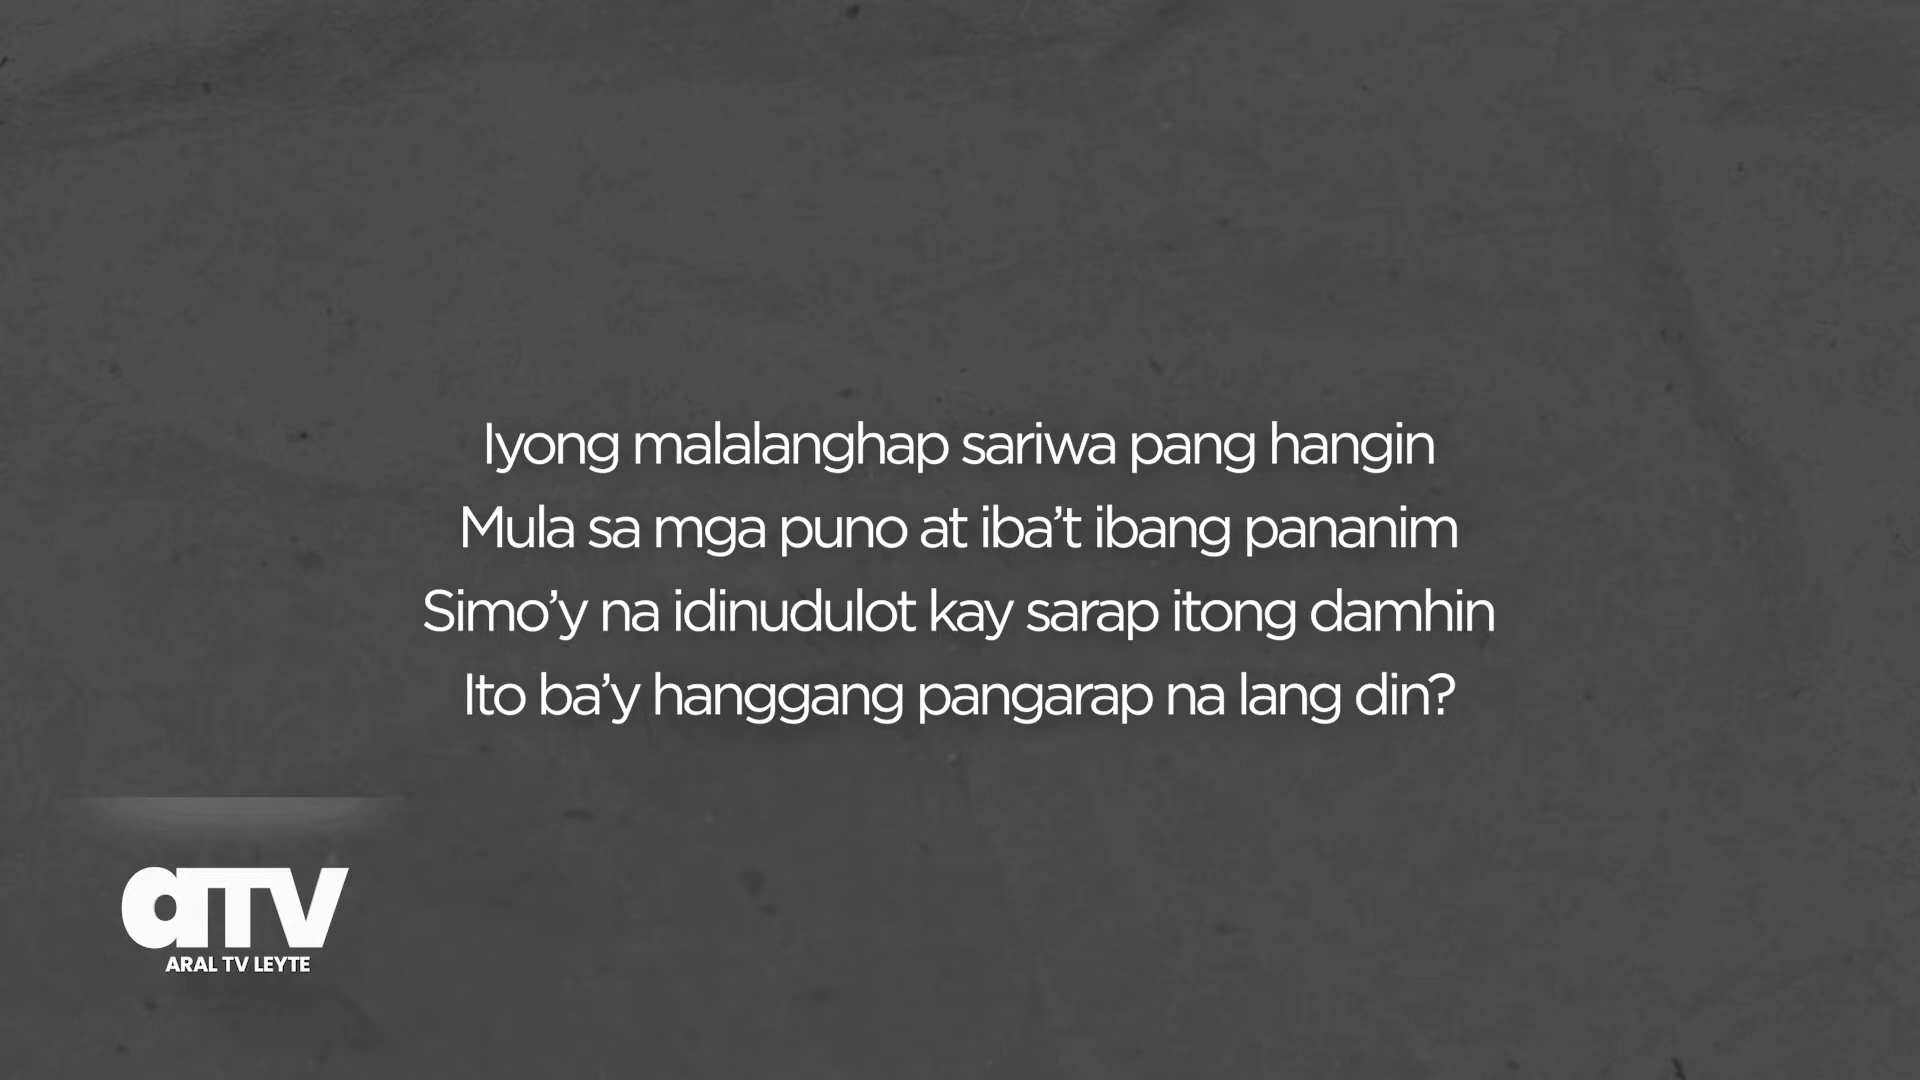 Iyong malalanghap sariwa pang hangin
Mula sa mga puno at iba’t ibang pananim
Simo’y na idinudulot kay sarap itong damhin
Ito ba’y hanggang pangarap na lang din?
aTV
ARAL TV LEYTE